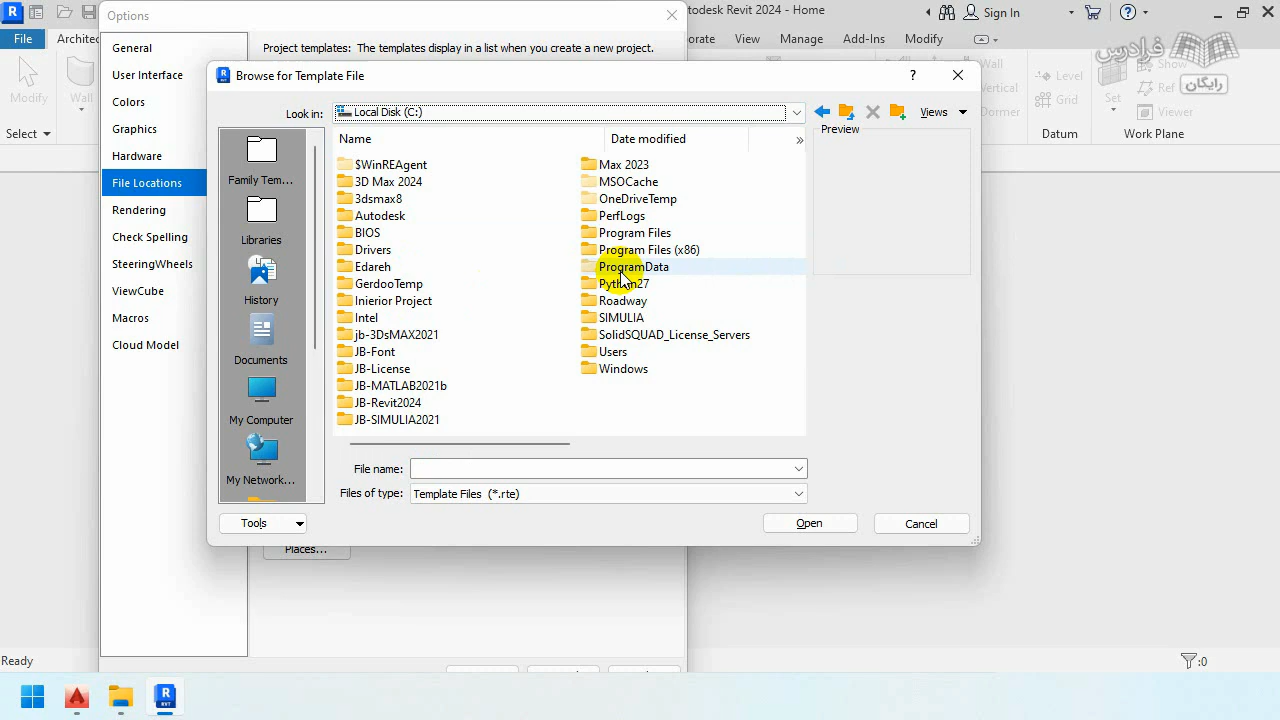 Options
Autodesk Revit 2024 - Home
Sign In
File
Architec
orate
View
Manage
Add-Ins
Modify
فرادرس
رایگان
Modify
Wall
Select
Wall
Vertical
Dormer
Level
Grid
Datum
Set
Show
Ref
Viewer
Work Plane
General
User Interface
Colors
Graphics
Hardware
File Locations
Rendering
Check Spelling
SteeringWheels
ViewCube
Macros
Cloud Model
Project templates: The templates display in a list when you create a new project.
Browse for Template File
?
Look in:
Local Disk (C:)
Views
Preview
Family Tem...
Libraries
History
Documents
My Computer
My Network...
Name
Date modified
»
$WinREAgent
3D Max 2024
3dsmax8
Autodesk
BIOS
Drivers
Edareh
GerdooTemp
Inierior Project
Intel
jb-3DsMAX2021
JB-Font
JB-License
JB-MATLAB2021b
JB-Revit2024
JB-SIMULIA2021
Max 2023
MSOCache
OneDriveTemp
PerfLogs
Program Files
Program Files (x86)
ProgramData
Python27
Roadway
SIMULIA
SolidSQUAD_License_Servers
Users
Windows
File name:
Files of type:
Template Files (*.rte)
Tools
Open
Cancel
Places...
Ready
:0